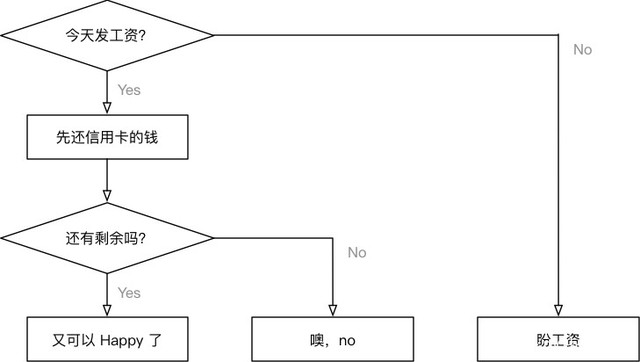 今天发工资?
No
Yes
先还信用卡的钱
还有剩余吗?
No
Yes
又可以 Happy 了
噢，no
盼工资